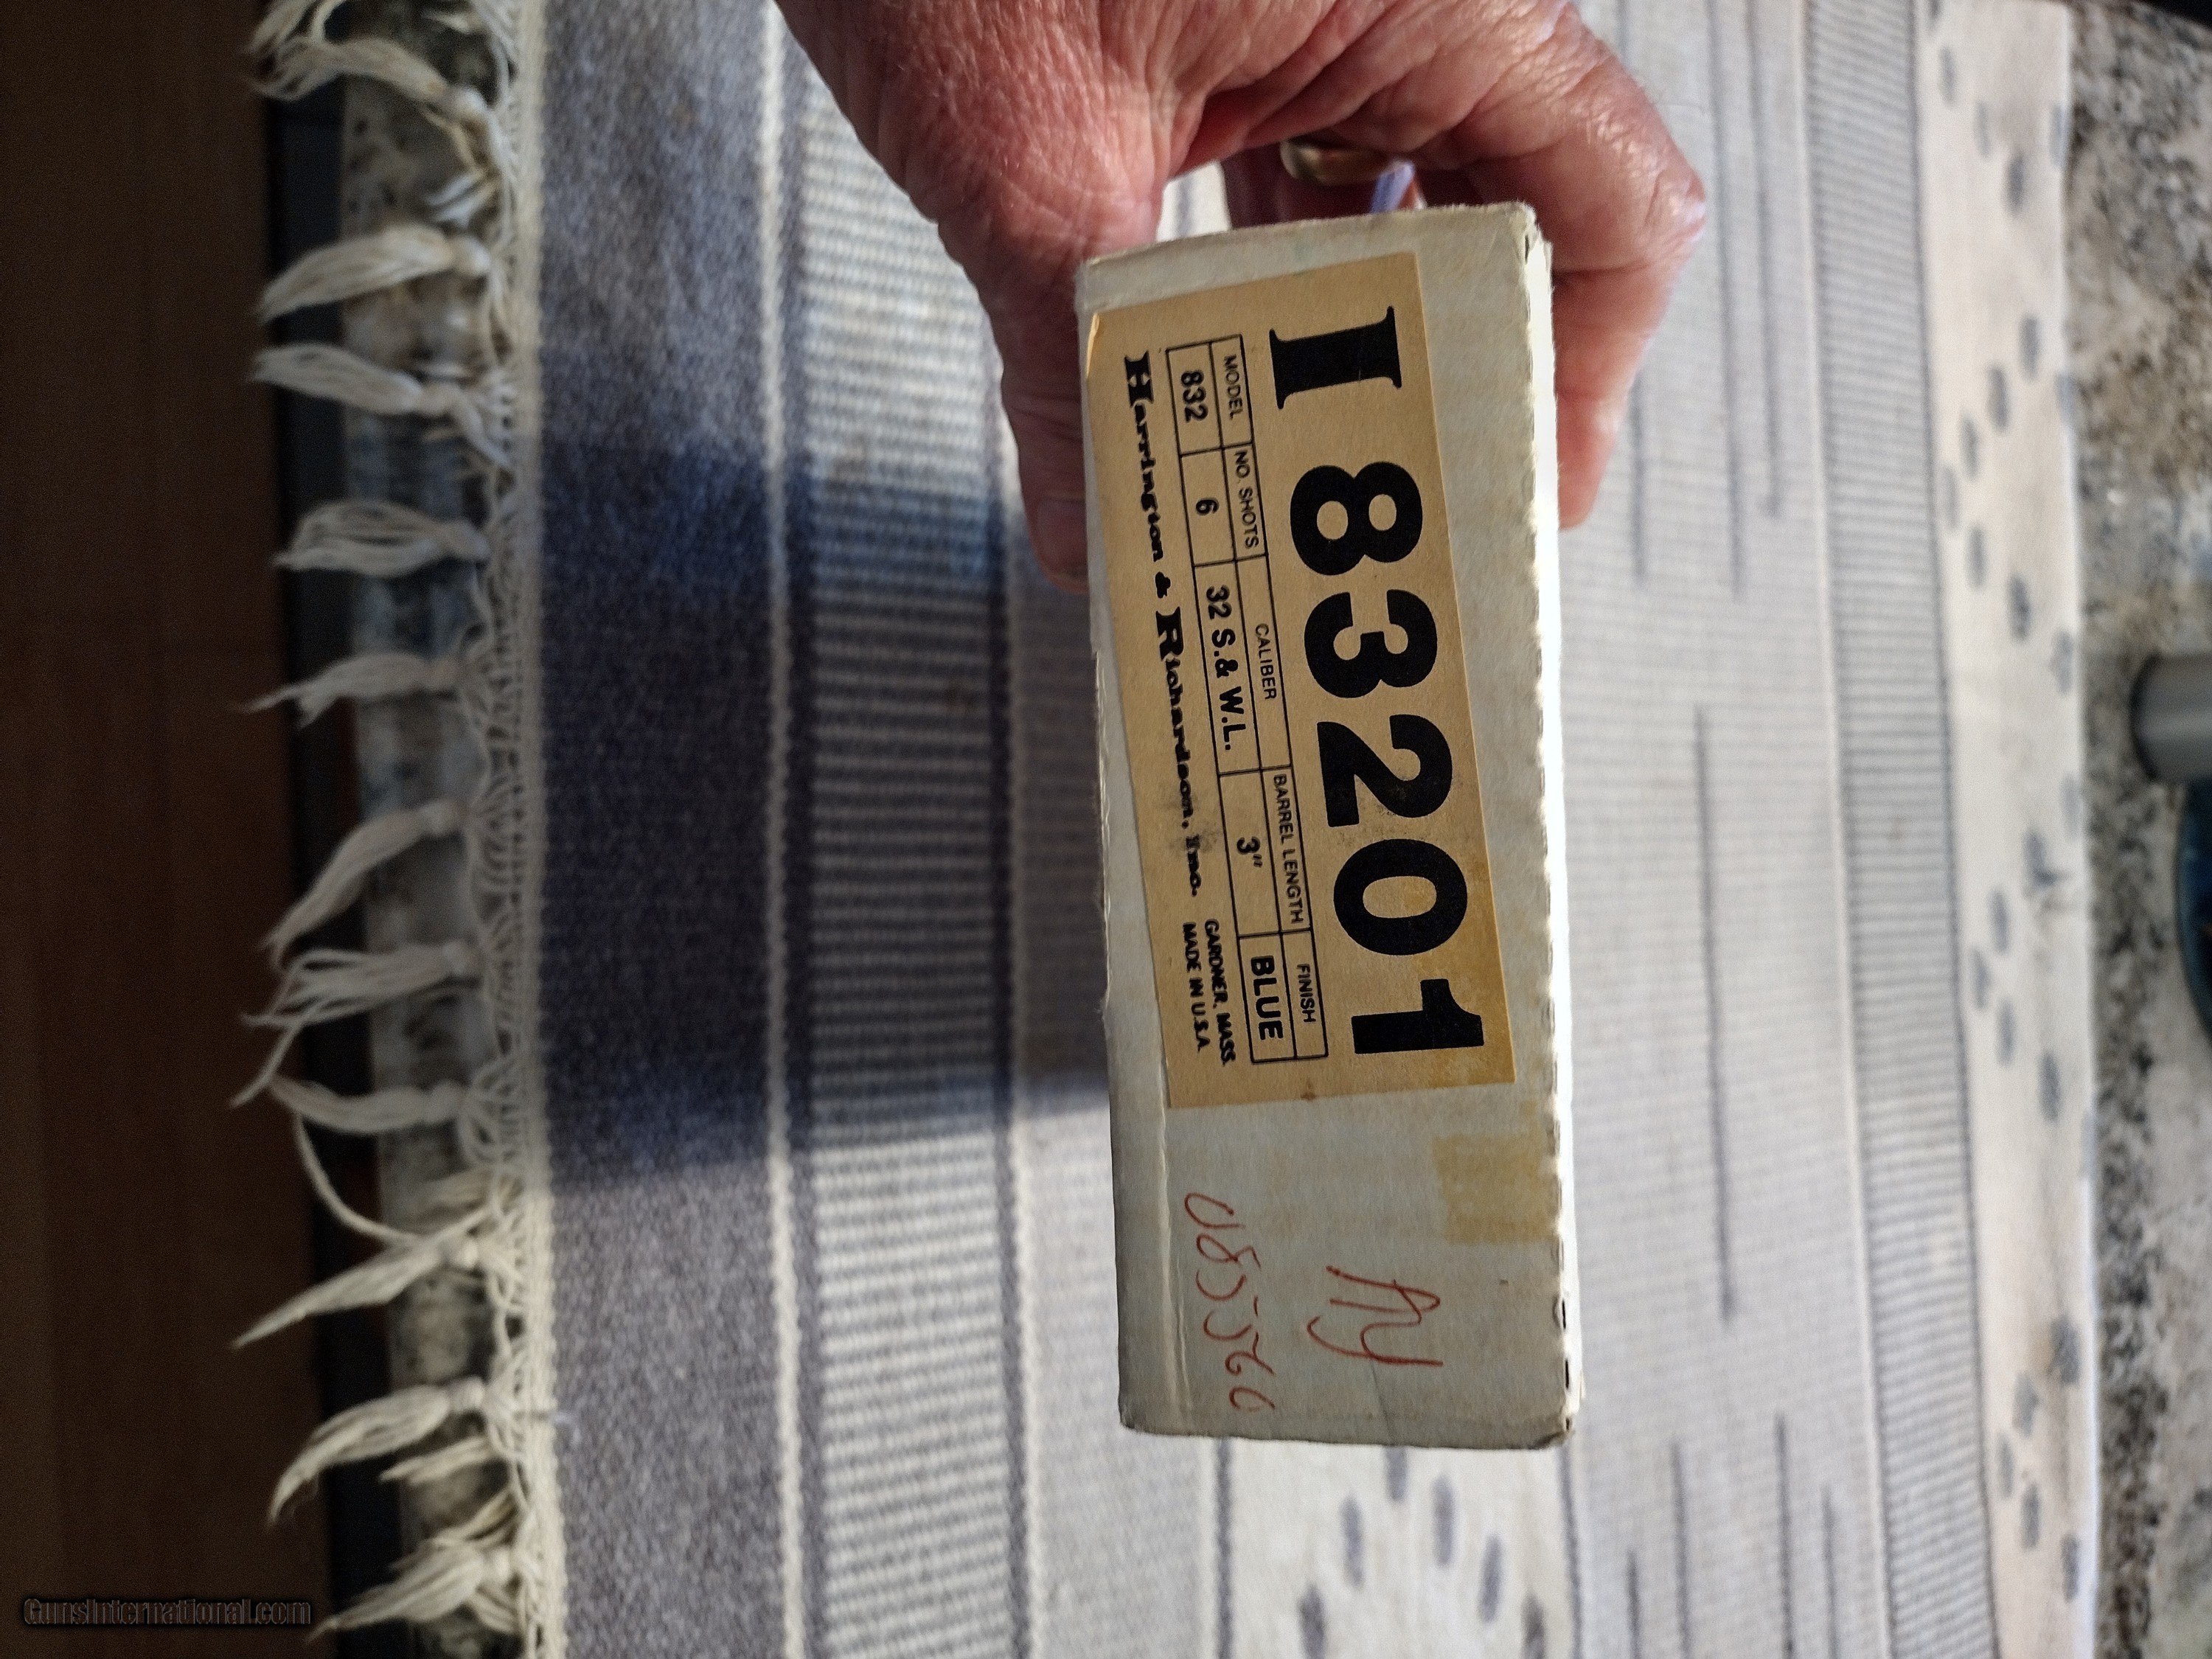 I 83201
MODEL NO. SHOTS CALIBER BARREL LENGTH FINISH
832 6 32 S.& W.L. 3" BLUE
Harrington & Richardson, Inc. GARDNER, MASS.
MADE IN U.S.A.
GunsInternational.com